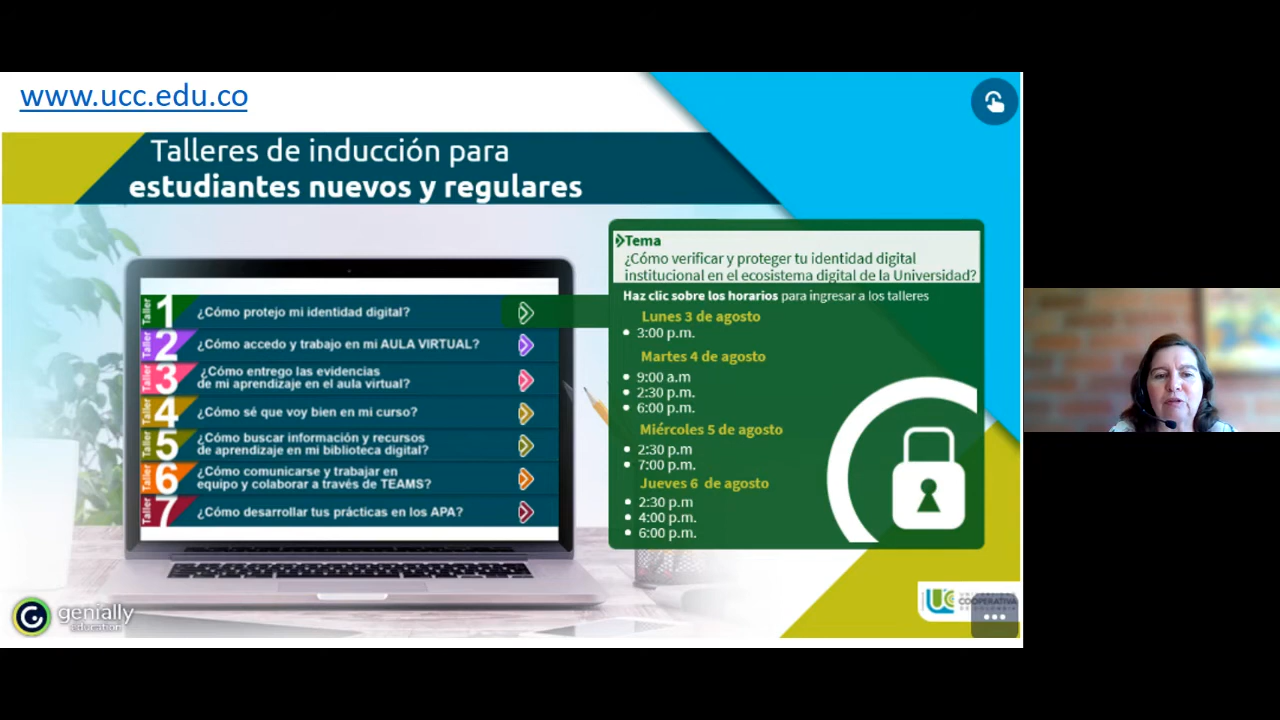 www.ucc.edu.co
Talleres de inducción para
estudiantes nuevos y regulares
Taller 1 ¿Cómo protejo mi identidad digital?
Taller 2 ¿Cómo accedo y trabajo en mi AULA VIRTUAL?
Taller 3 ¿Cómo entrego las evidencias
de mi aprendizaje en el aula virtual?
Taller 4 ¿Cómo sé que voy bien en mi curso?
Taller 5 ¿Cómo buscar información y recursos
de aprendizaje en mi biblioteca digital?
Taller 6 ¿Cómo comunicarse y trabajar en
equipo y colaborar a través de TEAMS?
Taller 7 ¿Cómo desarrollar tus prácticas en los APA?
Tema
¿Cómo verificar y proteger tu identidad digital
institucional en el ecosistema digital de la Universidad?
Haz clic sobre los horarios para ingresar a los talleres
Lunes 3 de agosto
3:00 p.m.
Martes 4 de agosto
9:00 a.m
2:30 p.m.
6:00 p.m.
Miércoles 5 de agosto
2:30 p.m
7:00 p.m.
Jueves 6 de agosto
2:30 p.m
4:00 p.m.
6:00 p.m.
genially
education
UCC
COOPERATIVA